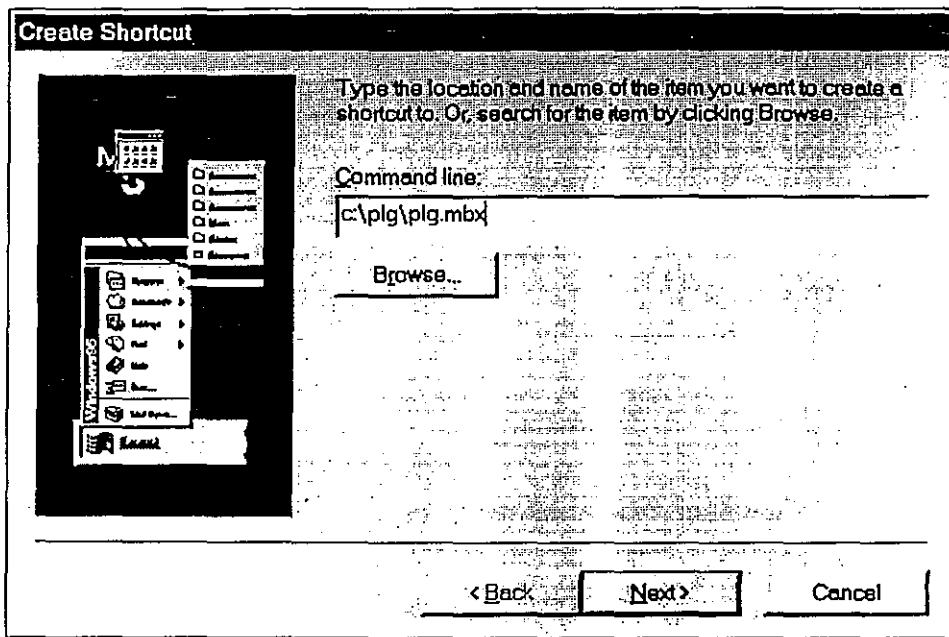 Create Shortcut
Type the location and name of the item you want to create a
shortcut to. Or, search for the item by clicking Browse.
Command line:
c:\plg\plg.mbx
Browse...
Windows95
< Back
Next >
Cancel